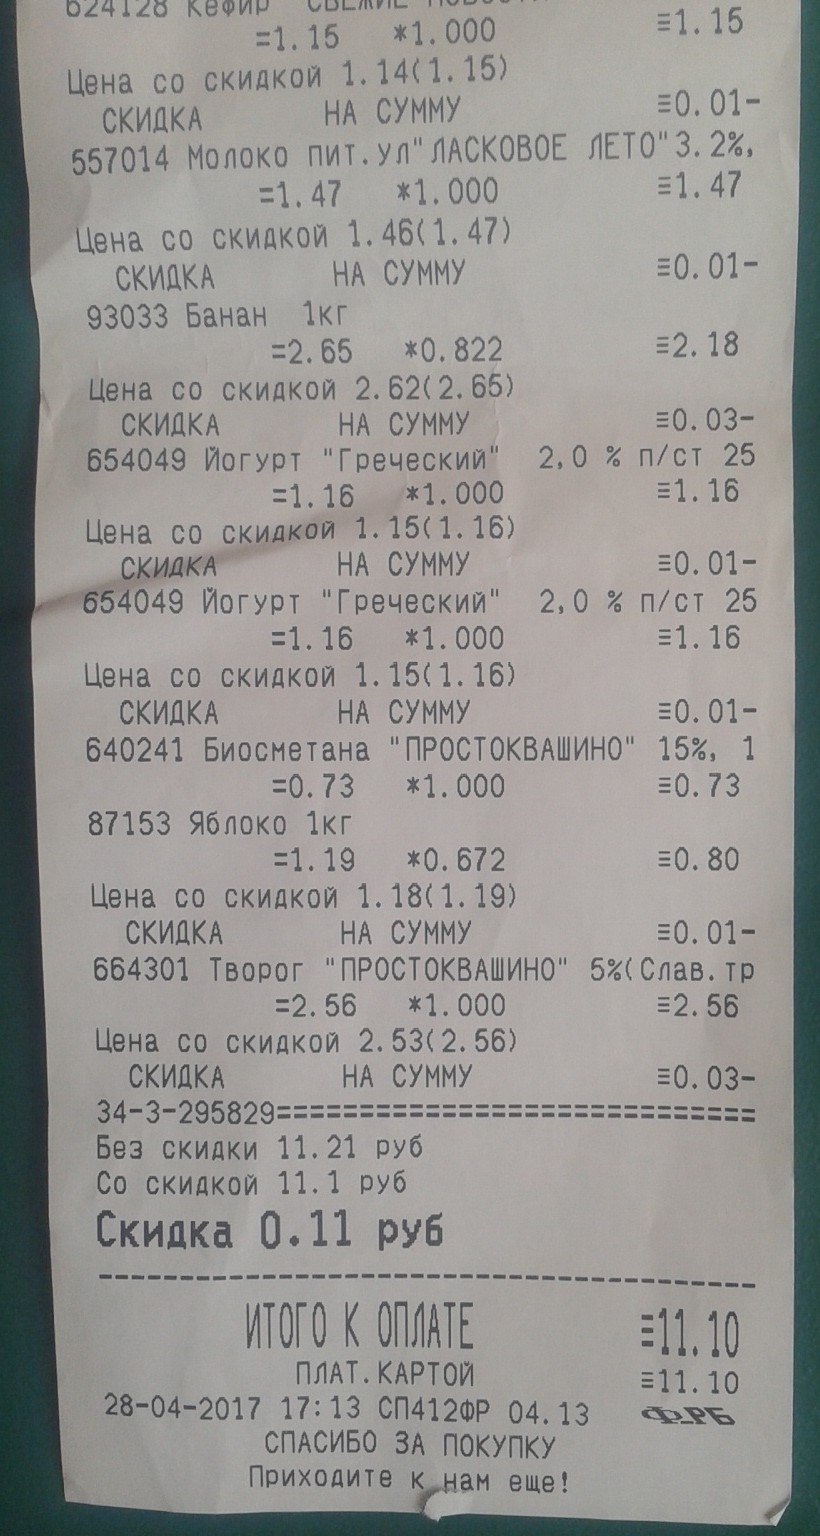 624128 Кефир "СВЕЖИЕ
=1.15 *1.000 ≡1.15
Цена со скидкой 1.14(1.15)
СКИДКА НА СУММУ ≡0.01-
557014 Молоко пит.ул"ЛАСКОВОЕ ЛЕТО"3.2%,
=1.47 *1.000 ≡1.47
Цена со скидкой 1.46(1.47)
СКИДКА НА СУММУ ≡0.01-
93033 Банан 1кг
=2.65 *0.822 ≡2.18
Цена со скидкой 2.62(2.65)
СКИДКА НА СУММУ ≡0.03-
654049 Йогурт "Греческий" 2,0 % п/ст 25
=1.16 *1.000 ≡1.16
Цена со скидкой 1.15(1.16)
СКИДКА НА СУММУ ≡0.01-
654049 Йогурт "Греческий" 2,0 % п/ст 25
=1.16 *1.000 ≡1.16
Цена со скидкой 1.15(1.16)
СКИДКА НА СУММУ ≡0.01-
640241 Биосметана "ПРОСТОКВАШИНО" 15%, 1
=0.73 *1.000 ≡0.73
87153 Яблоко 1кг
=1.19 *0.672 ≡0.80
Цена со скидкой 1.18(1.19)
СКИДКА НА СУММУ ≡0.01-
664301 Творог "ПРОСТОКВАШИНО" 5%(Слав.тр
=2.56 *1.000 ≡2.56
Цена со скидкой 2.53(2.56)
СКИДКА НА СУММУ ≡0.03-
34-3-295829=============================
Без скидки 11.21 руб
Со скидкой 11.1 руб
Скидка 0.11 руб
----------------------------------------
ИТОГО К ОПЛАТЕ ≡11.10
ПЛАТ.КАРТОЙ ≡11.10
28-04-2017 17:13 СП412ФР 04.13 ФРБ
СПАСИБО ЗА ПОКУПКУ
Приходите к нам еще!